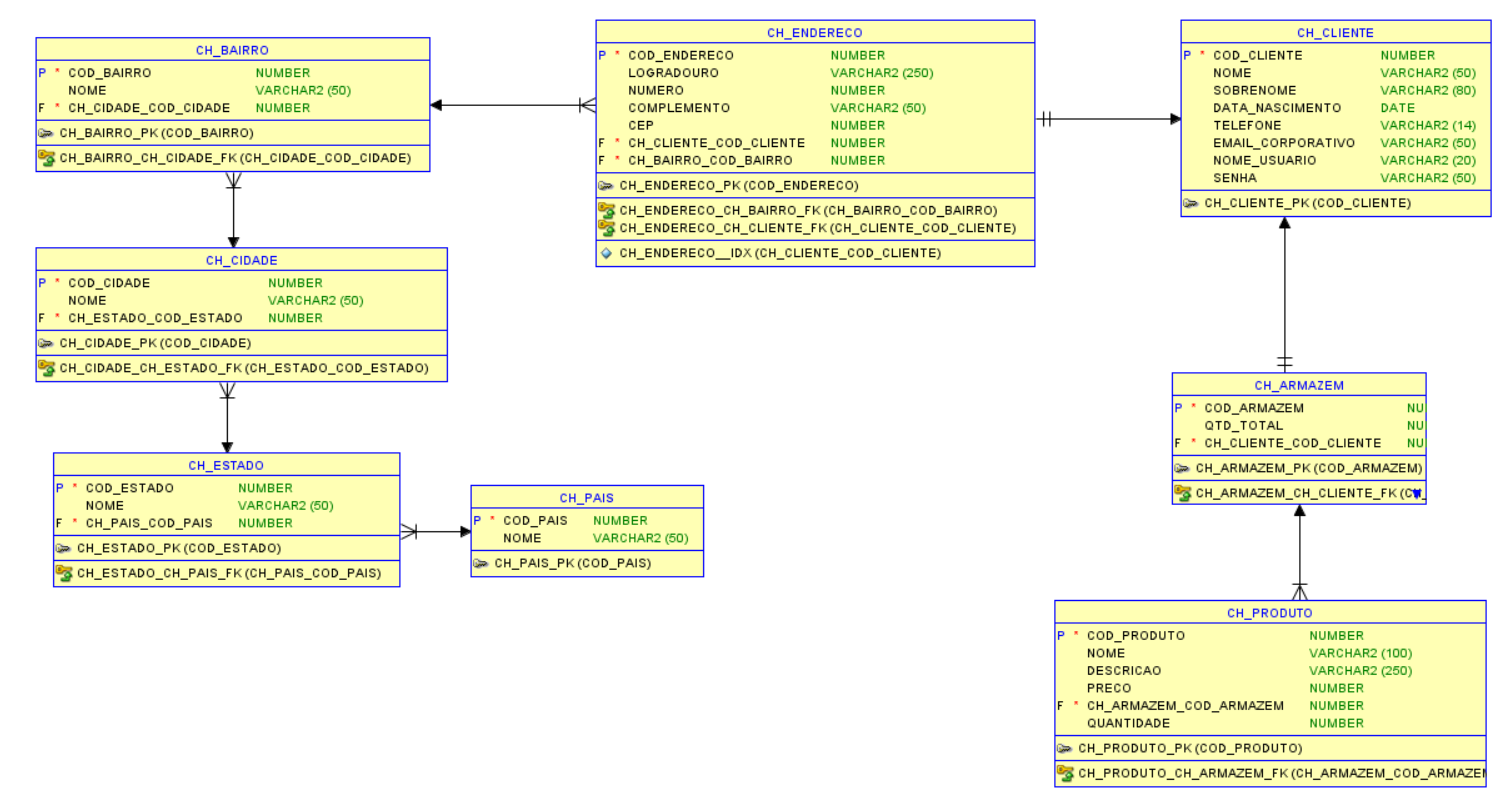 CH_BAIRRO
P * COD_BAIRRO NUMBER
NOME VARCHAR2 (50)
F * CH_CIDADE_COD_CIDADE NUMBER
CH_BAIRRO_PK (COD_BAIRRO)
CH_BAIRRO_CH_CIDADE_FK (CH_CIDADE_COD_CIDADE)
CH_ENDERECO
P * COD_ENDERECO NUMBER
LOGRADOURO VARCHAR2 (250)
NUMERO NUMBER
COMPLEMENTO VARCHAR2 (50)
CEP NUMBER
F * CH_CLIENTE_COD_CLIENTE NUMBER
F * CH_BAIRRO_COD_BAIRRO NUMBER
CH_ENDERECO_PK (COD_ENDERECO)
CH_ENDERECO_CH_BAIRRO_FK (CH_BAIRRO_COD_BAIRRO)
CH_ENDERECO_CH_CLIENTE_FK (CH_CLIENTE_COD_CLIENTE)
CH_ENDERECO__IDX (CH_CLIENTE_COD_CLIENTE)
CH_CLIENTE
P * COD_CLIENTE NUMBER
NOME VARCHAR2 (50)
SOBRENOME VARCHAR2 (80)
DATA_NASCIMENTO DATE
TELEFONE VARCHAR2 (14)
EMAIL_CORPORATIVO VARCHAR2 (50)
NOME_USUARIO VARCHAR2 (20)
SENHA VARCHAR2 (50)
CH_CLIENTE_PK (COD_CLIENTE)
CH_CIDADE
P * COD_CIDADE NUMBER
NOME VARCHAR2 (50)
F * CH_ESTADO_COD_ESTADO NUMBER
CH_CIDADE_PK (COD_CIDADE)
CH_CIDADE_CH_ESTADO_FK (CH_ESTADO_COD_ESTADO)
CH_ESTADO
P * COD_ESTADO NUMBER
NOME VARCHAR2 (50)
F * CH_PAIS_COD_PAIS NUMBER
CH_ESTADO_PK (COD_ESTADO)
CH_ESTADO_CH_PAIS_FK (CH_PAIS_COD_PAIS)
CH_PAIS
P * COD_PAIS NUMBER
NOME VARCHAR2 (50)
CH_PAIS_PK (COD_PAIS)
CH_ARMAZEM
P * COD_ARMAZEM NU
QTD_TOTAL NU
F * CH_CLIENTE_COD_CLIENTE NU
CH_ARMAZEM_PK (COD_ARMAZEM)
CH_ARMAZEM_CH_CLIENTE_FK
CH_PRODUTO
P * COD_PRODUTO NUMBER
NOME VARCHAR2 (100)
DESCRICAO VARCHAR2 (250)
PRECO NUMBER
F * CH_ARMAZEM_COD_ARMAZEM NUMBER
QUANTIDADE NUMBER
CH_PRODUTO_PK (COD_PRODUTO)
CH_PRODUTO_CH_ARMAZEM_FK (CH_ARMAZEM_COD_ARMAZE